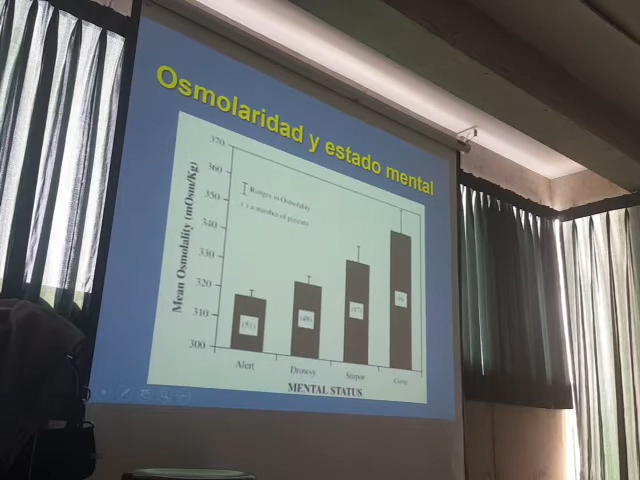 Osmolaridad y estado mental
370
360
350
340
330
320
310
300
Mean Osmolality (mOsm/Kg)
Ranges in Osmolality
( ) = number of patients
(51)
(48)
(17)
Alert
Drowsy
Stupor
Coma
MENTAL STATUS